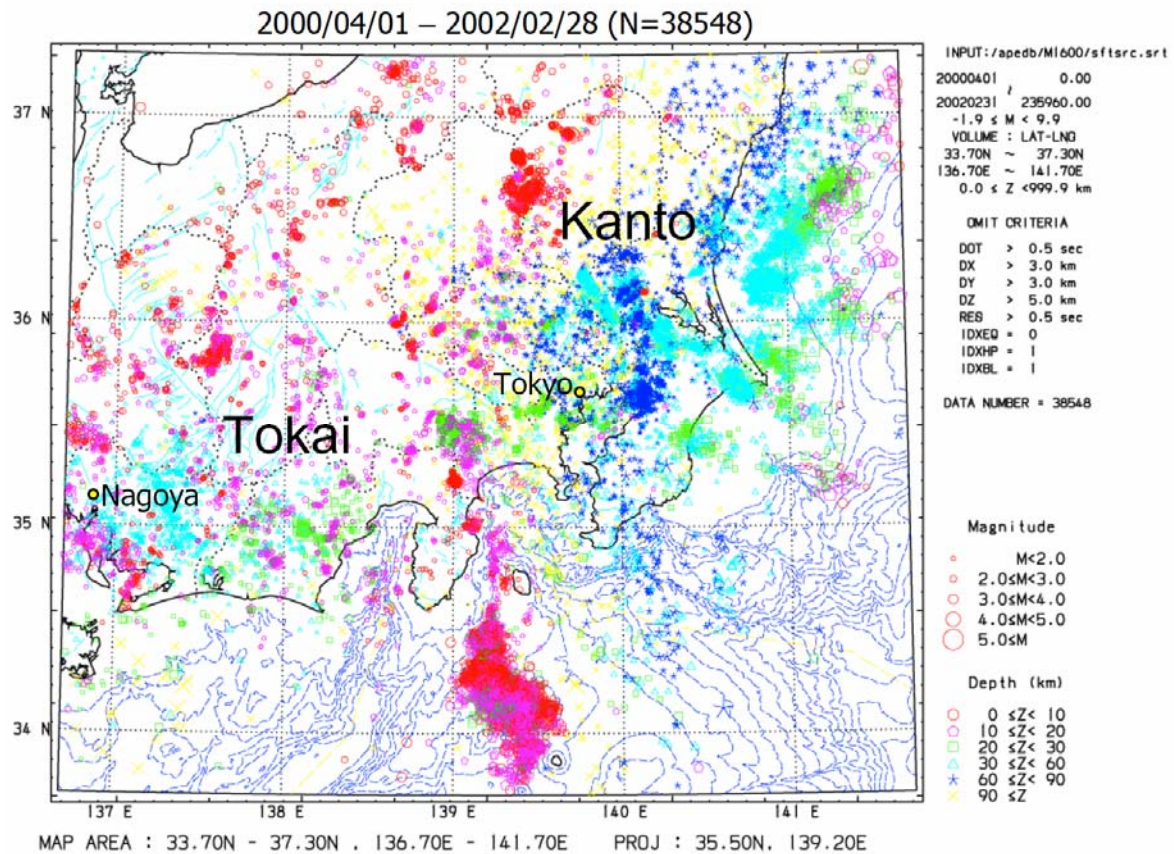 2000/04/01 – 2002/02/28 (N=38548)
INPUT:/apedb/MI600/sftsrc.srt
20000401 0.00
~
20020231 235960.00
-1.9 ≤ M < 9.9
VOLUME : LAT-LNG
33.70N ~ 37.30N
136.70E ~ 141.70E
0.0 ≤ Z <999.9 km
OMIT CRITERIA
DOT > 0.5 sec
DX > 3.0 km
DY > 3.0 km
DZ > 5.0 km
RES > 0.5 sec
IDXEQ = 0
IDXHP = 1
IDXBL = 1
DATA NUMBER = 38548
37 N
Kanto
36 N
Tokyo
Tokai
Nagoya
35 N
34 N
137 E 138 E 139 E 140 E 141 E
Magnitude
M<2.0
2.0≤M<3.0
3.0≤M<4.0
4.0≤M<5.0
5.0≤M
Depth (km)
0 ≤Z< 10
10 ≤Z< 20
20 ≤Z< 30
30 ≤Z< 60
60 ≤Z< 90
90 ≤Z
MAP AREA : 33.70N - 37.30N . 136.70E - 141.70E PROJ : 35.50N. 139.20E